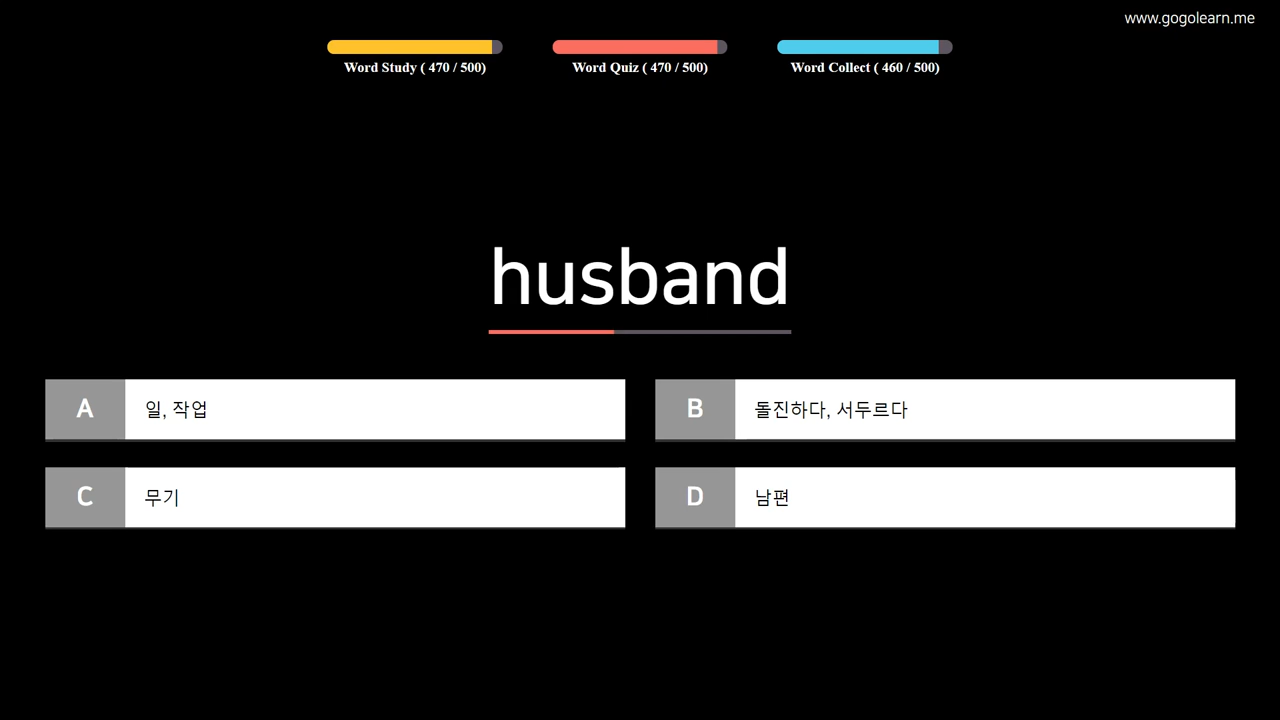 www.gogolearn.me
Word Study ( 470 / 500)
Word Quiz ( 470 / 500)
Word Collect ( 460 / 500)
husband
A 일, 작업
B 돌진하다, 서두르다
C 무기
D 남편